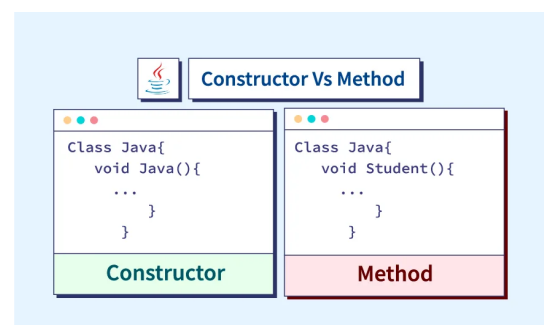 Constructor Vs Method
Class Java{
void Java(){
...
}
}
Constructor
Class Java{
void Student(){
...
}
}
Method